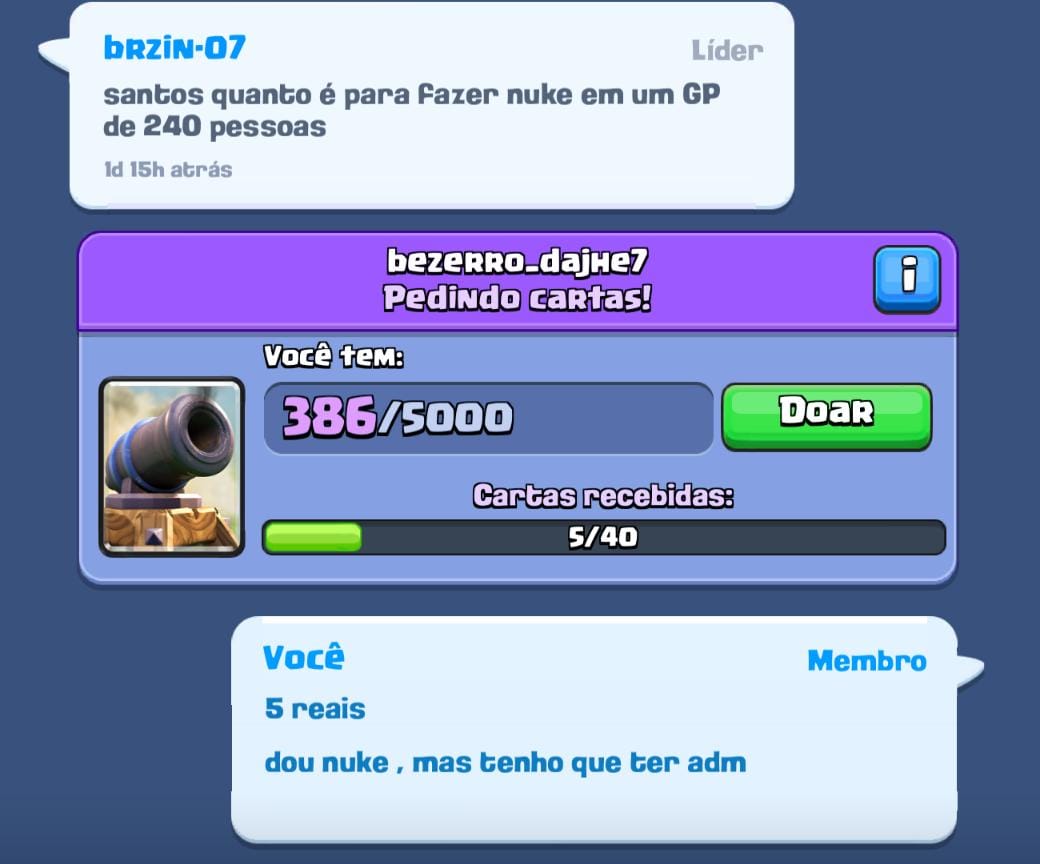 brzin-07
Líder
santos quanto é para fazer nuke em um GP
de 240 pessoas
1d 15h atrás
bezerro_dajhe7
Pedindo cartas!
i
Você tem:
386/5000
Doar
Cartas recebidas:
5/40
Você
Membro
5 reais
dou nuke , mas tenho que ter adm